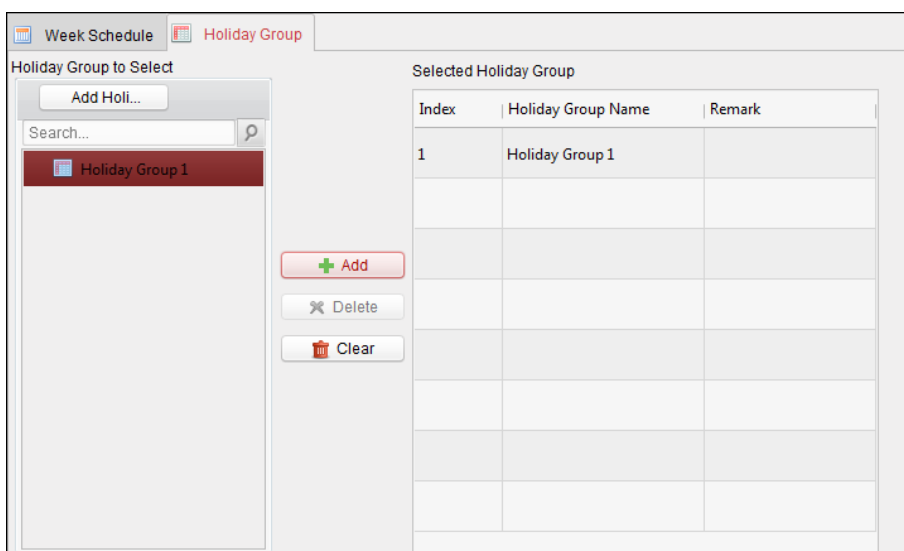 Week Schedule
Holiday Group
Holiday Group to Select
Add Holi...
Search...
Holiday Group 1
Add
Delete
Clear
Selected Holiday Group
Index Holiday Group Name Remark
1 Holiday Group 1